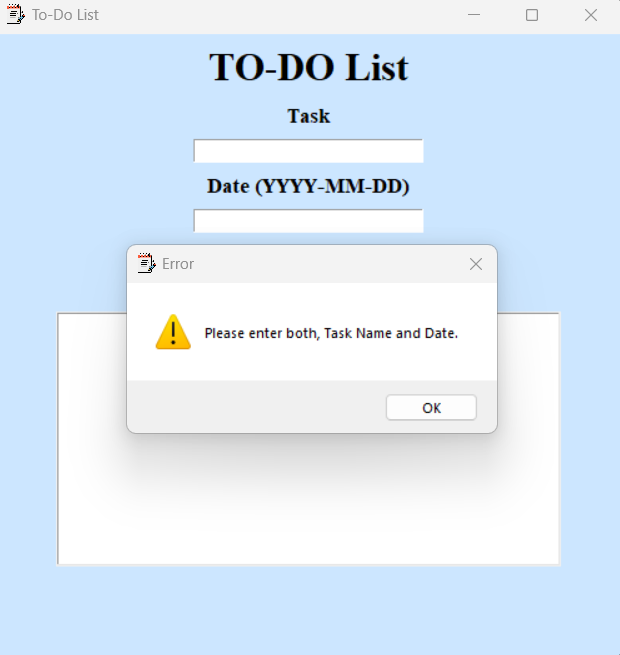 To-Do List
TO-DO List
Task
Date (YYYY-MM-DD)
Error
Please enter both, Task Name and Date.
OK